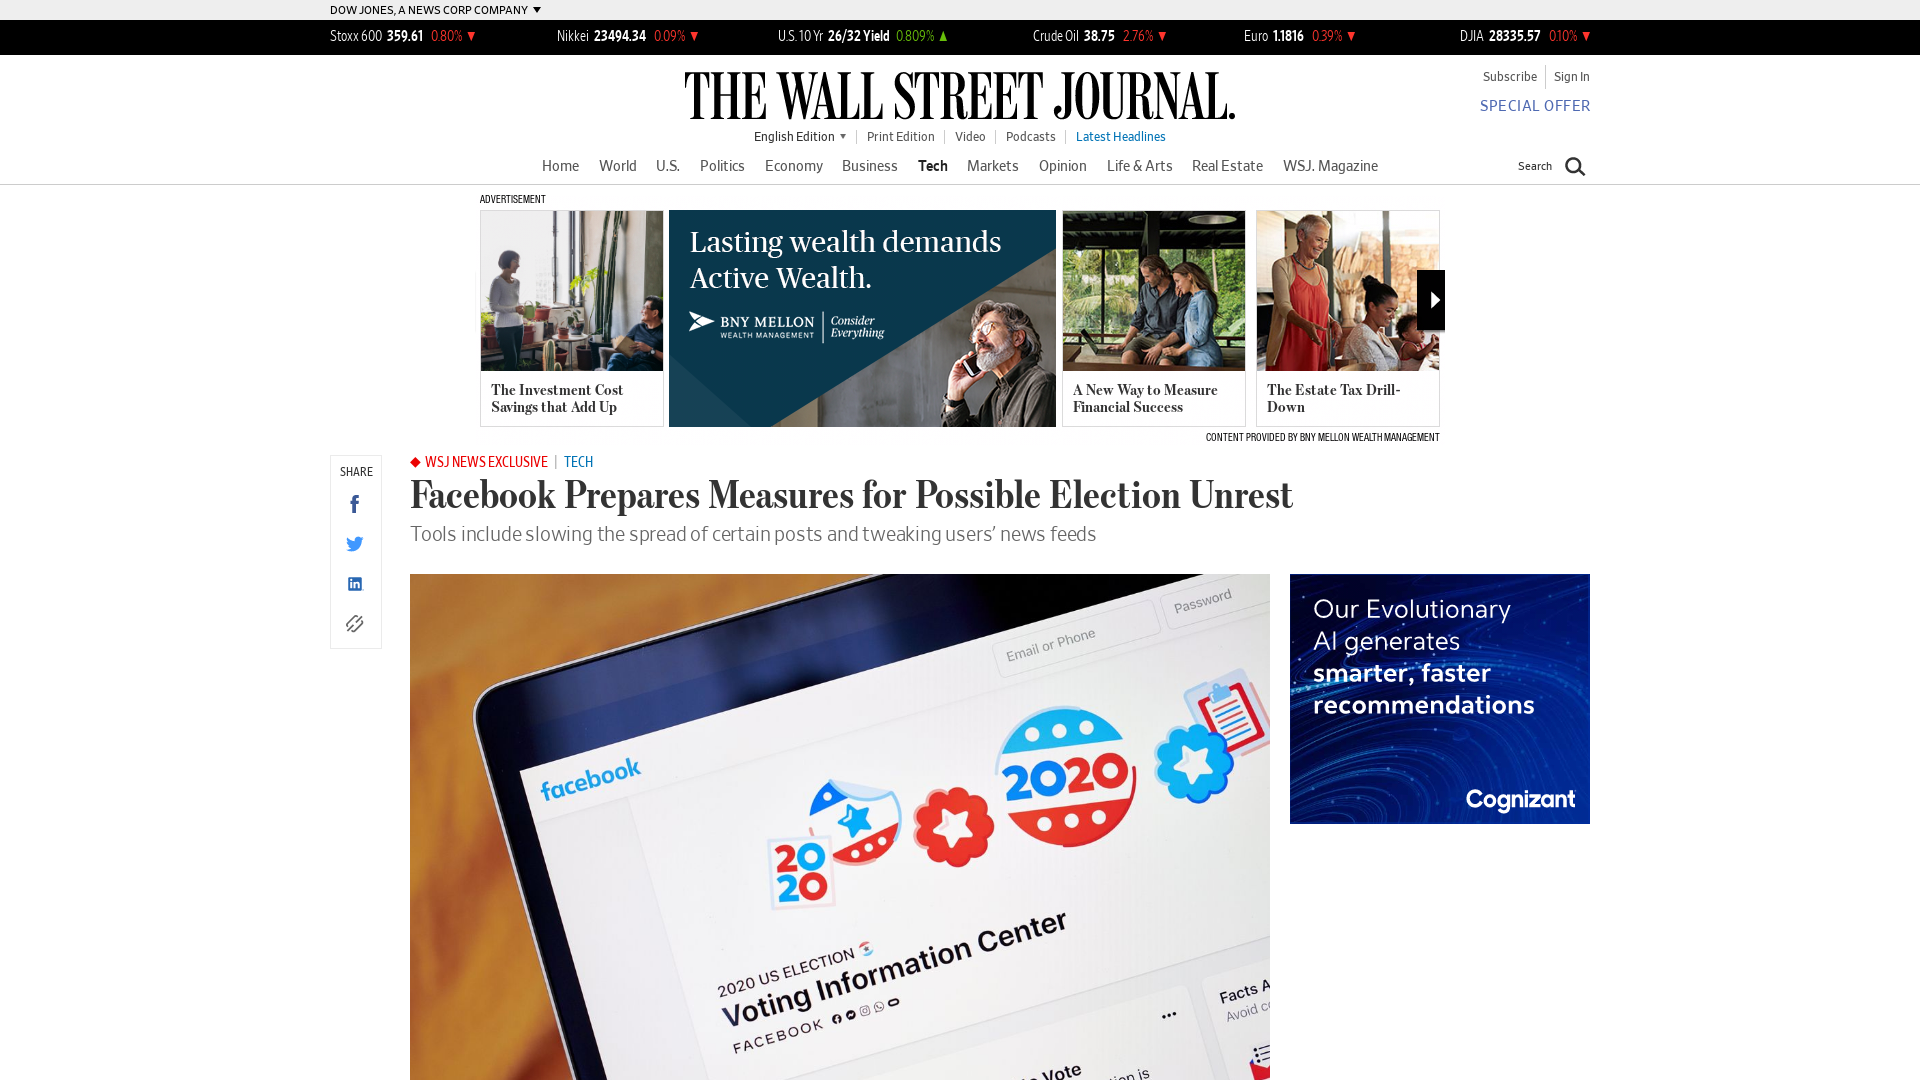 DOW JONES, A NEWS CORP COMPANY
Stoxx 600 359.61 0.80% Nikkei 23494.34 0.09% U.S. 10 Yr 26/32 Yield 0.809% Crude Oil 38.75 2.76% Euro 1.1816 0.39% DJIA 28335.57 0.10%
THE WALL STREET JOURNAL.
Subscribe Sign In
SPECIAL OFFER
English Edition Print Edition Video Podcasts Latest Headlines
Home World U.S. Politics Economy Business Tech Markets Opinion Life & Arts Real Estate WSJ. Magazine Search
ADVERTISEMENT
The Investment Cost
Savings that Add Up
Lasting wealth demands
Active Wealth.
BNY MELLON
WEALTH MANAGEMENT
Consider
Everything
A New Way to Measure
Financial Success
The Estate Tax Drill-
Down
CONTENT PROVIDED BY BNY MELLON WEALTH MANAGEMENT
SHARE
WSJ NEWS EXCLUSIVE | TECH
Facebook Prepares Measures for Possible Election Unrest
Tools include slowing the spread of certain posts and tweaking users’ news feeds
Email or Phone
Password
facebook
2020
20
20
2020 US ELECTION
Voting Information Center
FACEBOOK
Facts A
Avoid
Vote
Our Evolutionary
AI generates
smarter, faster
recommendations
Cognizant